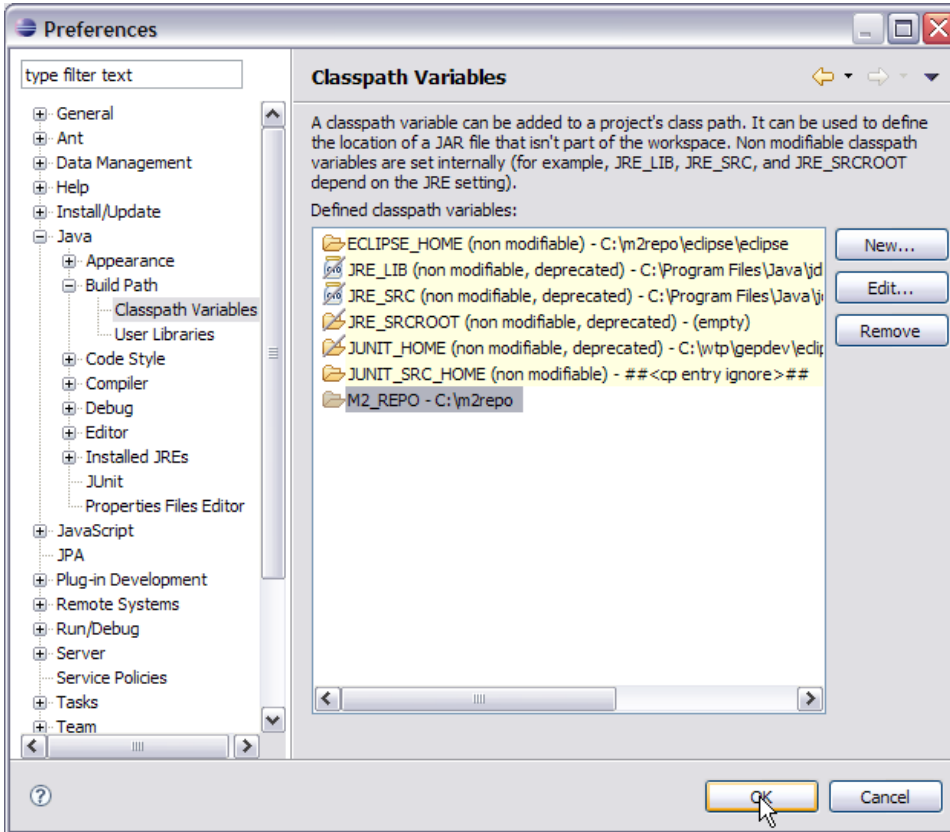 Preferences
type filter text
General
Ant
Data Management
Help
Install/Update
Java
Appearance
Build Path
Classpath Variables
User Libraries
Code Style
Compiler
Debug
Editor
Installed JREs
JUnit
Properties Files Editor
JavaScript
JPA
Plug-in Development
Remote Systems
Run/Debug
Server
Service Policies
Tasks
Team
Classpath Variables
A classpath variable can be added to a project's class path. It can be used to define
the location of a JAR file that isn't part of the workspace. Non modifiable classpath
variables are set internally (for example, JRE_LIB, JRE_SRC, and JRE_SRCROOT
depend on the JRE setting).
Defined classpath variables:
ECLIPSE_HOME (non modifiable) - C:\m2repo\eclipse\eclipse
JRE_LIB (non modifiable, deprecated) - C:\Program Files\Java\jd
JRE_SRC (non modifiable, deprecated) - C:\Program Files\Java\j
JRE_SRCROOT (non modifiable, deprecated) - (empty)
JUNIT_HOME (non modifiable, deprecated) - C:\wtp\gepdev\eclip
JUNIT_SRC_HOME (non modifiable) - ##<cp entry ignore>##
M2_REPO - C:\m2repo
New...
Edit...
Remove
OK
Cancel